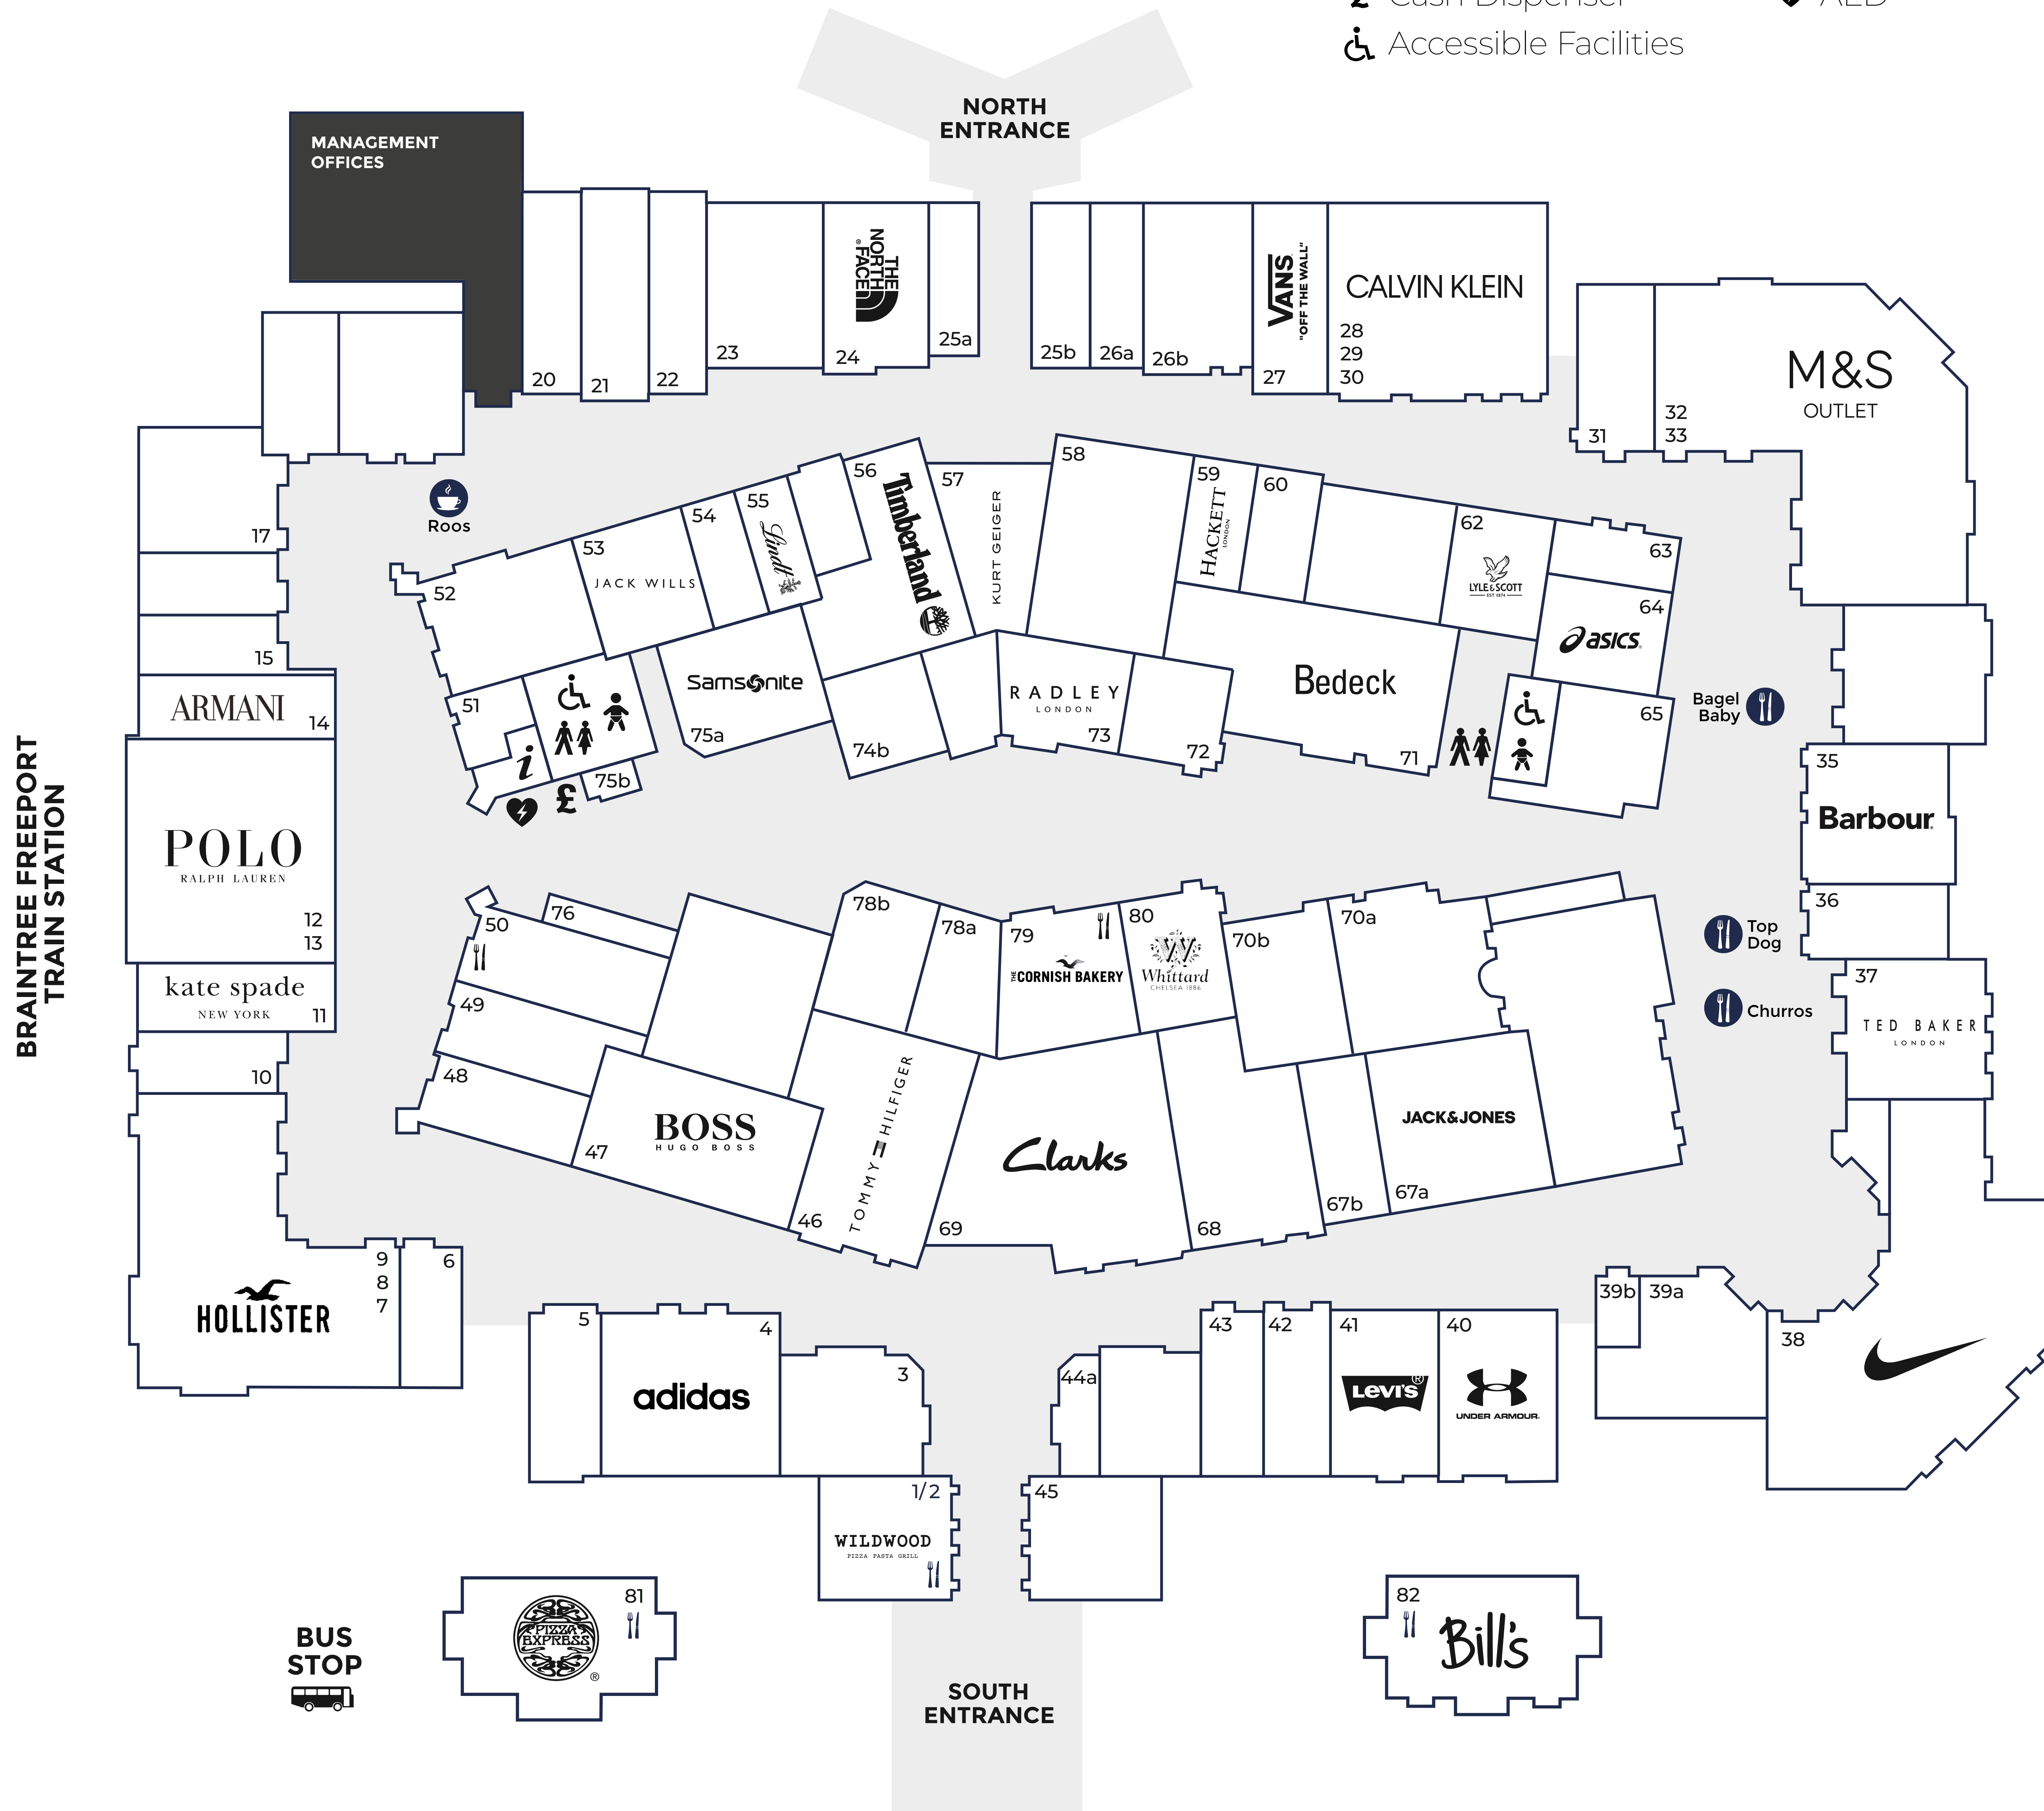 Cash Dispenser
AED
Accessible Facilities
NORTH
ENTRANCE
MANAGEMENT
OFFICES
20
21
22
23
THE
NORTH
FACE®
24
25a
25b
26a
26b
VANS
"OFF THE WALL"
27
CALVIN KLEIN
28
29
30
31
32
33
M&S
OUTLET
17
15
ARMANI
14
POLO
RALPH LAUREN
12
13
kate spade
NEW YORK
11
10
BRAINTREE FREEPORT
TRAIN STATION
Roos
52
53
JACK WILLS
54
55
Lindt
56
Timberland
57
KURT GEIGER
58
59
HACKETT
LONDON
60
62
LYLE & SCOTT
EST 1874
63
64
asics
65
51
i
£
75b
Samsonite
75a
74b
RADLEY
LONDON
73
72
Bedeck
71
Bagel
Baby
35
Barbour
36
Top
Dog
Churros
37
TED BAKER
LONDON
50
76
49
48
47
BOSS
HUGO BOSS
78b
78a
79
THE CORNISH BAKERY
80
W
Whittard
CHELSEA 1886
70b
70a
46
TOMMY HILFIGER
Clarks
69
68
67b
JACK&JONES
67a
9
8
7
HOLLISTER
6
5
4
adidas
3
1/2
WILDWOOD
PIZZA PASTA GRILL
44a
45
43
42
41
LEVI'S®
40
UNDER ARMOUR
39b
39a
38
81
PIZZA
EXPRESS
®
82
Bill's
BUS
STOP
SOUTH
ENTRANCE